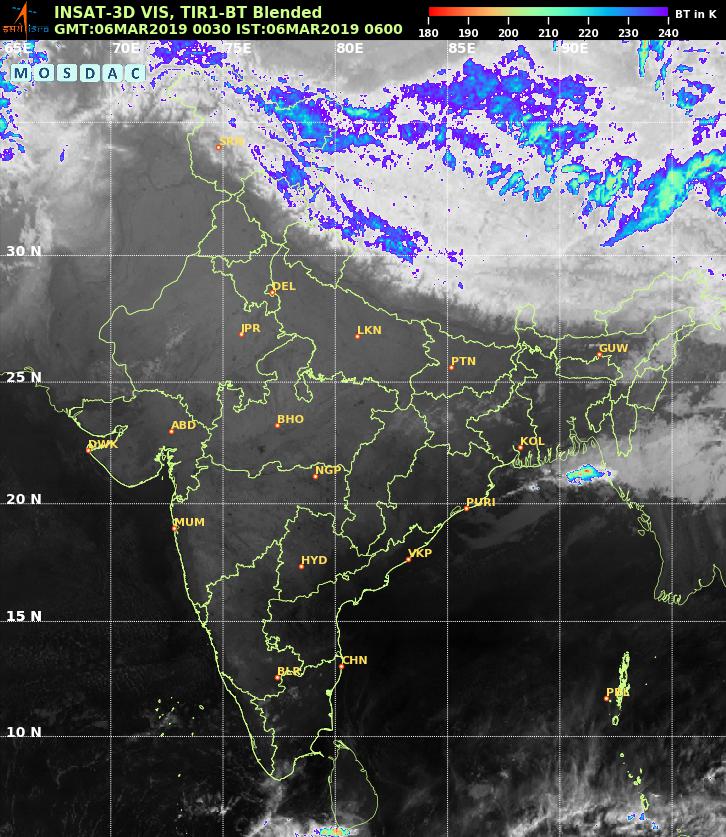 INSAT-3D VIS, TIR1-BT Blended
GMT:06MAR2019 0030 IST:06MAR2019 0600
BT in K
180 190 200 210 220 230 240
65E 70E 75E 80E 85E 90E
MOSDAC
SRN
30 N
DEL
JPR
LKN
GUW
PTN
25 N
ABD
BHO
DWK
KOL
NGP
20 N
PURI
MUM
VKP
HYD
15 N
CHN
BLR
PBL
10 N